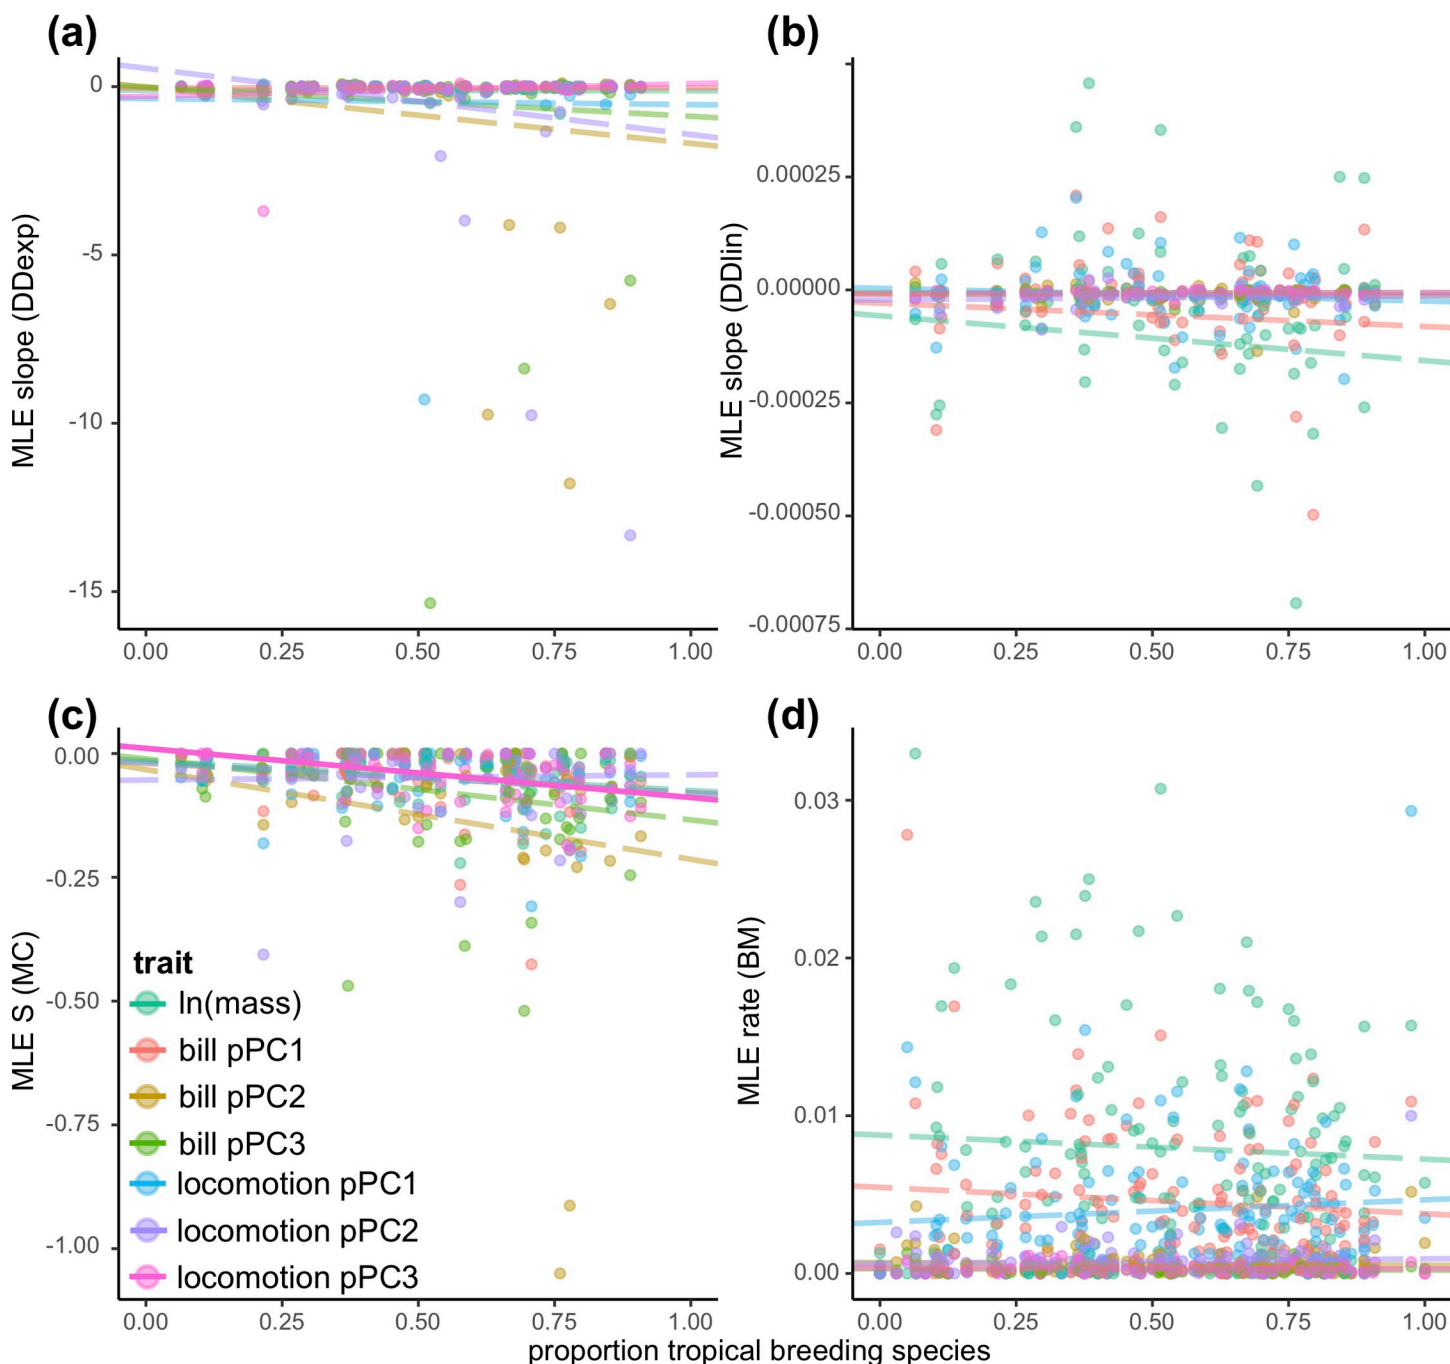 (a)
(b)
0
-5
-10
-15
MLE slope (DDexp)
0.00 0.25 0.50 0.75 1.00
0.00025
0.00000
-0.00025
-0.00050
-0.00075
MLE slope (DDlin)
0.00 0.25 0.50 0.75 1.00
(c)
(d)
0.00
-0.25
-0.50
-0.75
-1.00
MLE S (MC)
trait
ln(mass)
bill pPC1
bill pPC2
bill pPC3
locomotion pPC1
locomotion pPC2
locomotion pPC3
0.00 0.25 0.50 0.75 1.00
0.03
0.02
0.01
0.00
MLE rate (BM)
0.00 0.25 0.50 0.75 1.00
proportion tropical breeding species